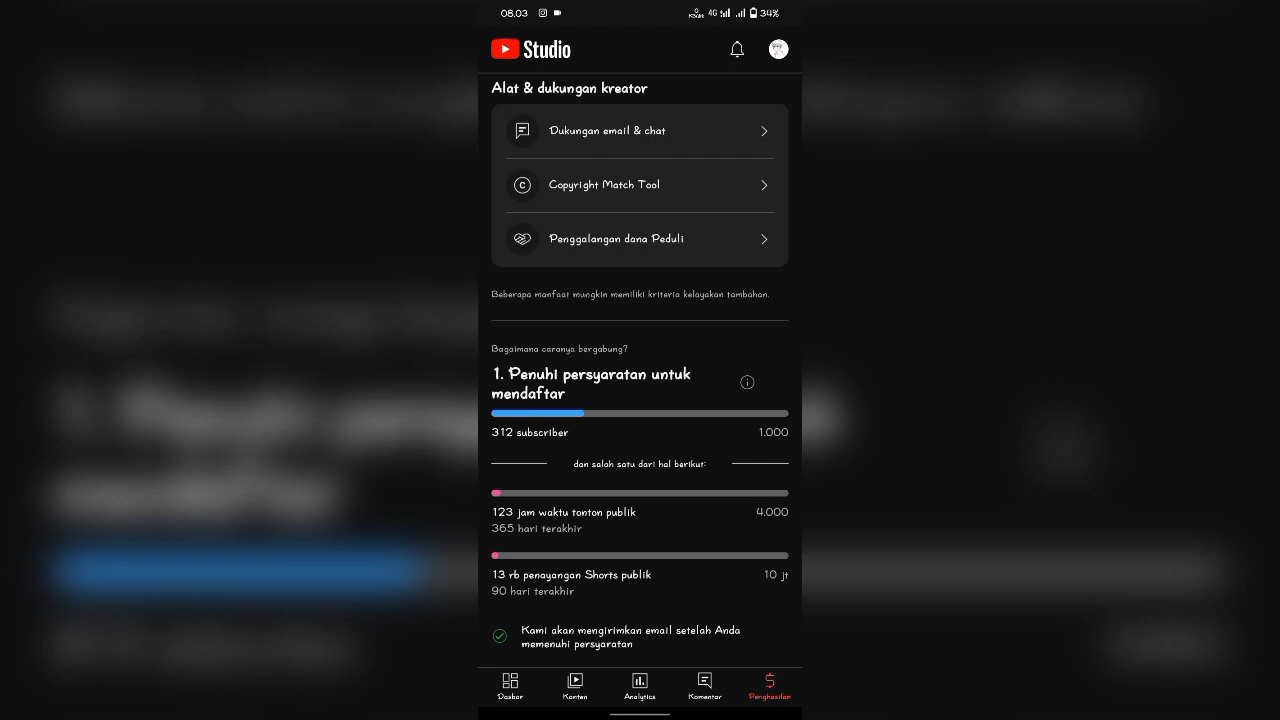 08.03
4G
34%
Studio
Alat & dukungan kreator
Dukungan email & chat
Copyright Match Tool
Penggalangan dana Peduli
Beberapa manfaat mungkin memiliki kriteria kelayakan tambahan.
Bagaimana caranya bergabung?
1. Penuhi persyaratan untuk
mendaftar
312 subscriber 1.000
dan salah satu dari hal berikut:
123 jam waktu tonton publik 4.000
365 hari terakhir
13 rb penayangan Shorts publik 10 jt
90 hari terakhir
Kami akan mengirimkan email setelah Anda
memenuhi persyaratan
Dasbor Konten Analytics Komentar Penghasilan